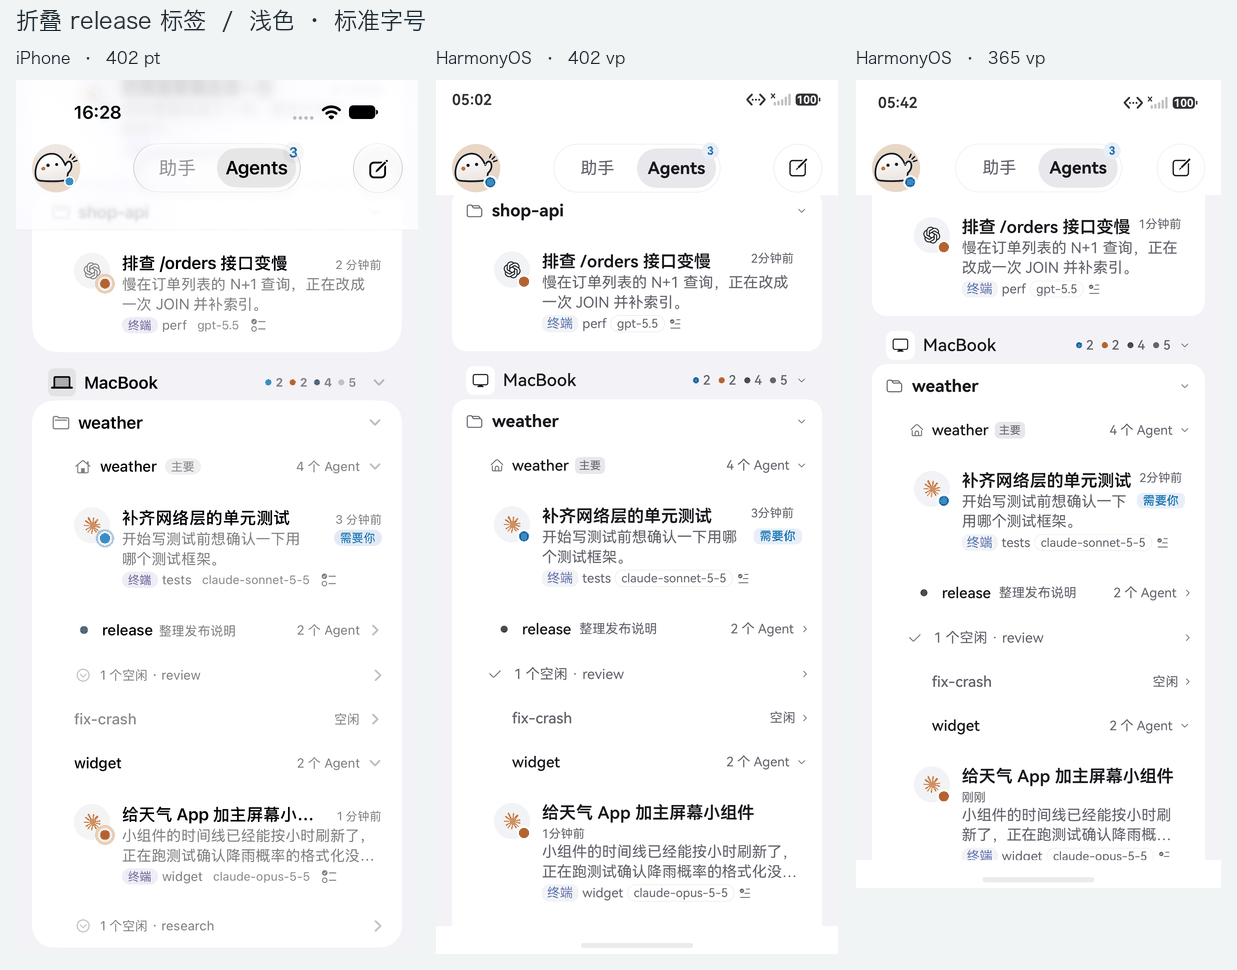 折叠 release 标签 / 浅色 · 标准字号
iPhone · 402 pt
16:28
助手
Agents
3
shop-api
排查 /orders 接口变慢
2 分钟前
慢在订单列表的 N+1 查询，正在改成
一次 JOIN 并补索引。
终端 perf gpt-5.5
MacBook
2 2 4 5
weather
weather 主要
4 个 Agent
补齐网络层的单元测试
3 分钟前
开始写测试前想确认一下用
需要你
哪个测试框架。
终端 tests claude-sonnet-5-5
release 整理发布说明
2 个 Agent
1 个空闲 · review
fix-crash
空闲
widget
2 个 Agent
给天气 App 加主屏幕小...
1 分钟前
小组件的时间线已经能按小时刷新了，
正在跑测试确认降雨概率的格式化没...
终端 widget claude-opus-5-5
1 个空闲 · research
HarmonyOS · 402 vp
05:02
100
助手
Agents
3
shop-api
排查 /orders 接口变慢
2分钟前
慢在订单列表的 N+1 查询，正在改成
一次 JOIN 并补索引。
终端 perf gpt-5.5
MacBook
2 2 4 5
weather
weather 主要
4 个 Agent
补齐网络层的单元测试
3分钟前
开始写测试前想确认一下用哪
需要你
个测试框架。
终端 tests claude-sonnet-5-5
release 整理发布说明
2 个 Agent
1 个空闲 · review
fix-crash
空闲
widget
2 个 Agent
给天气 App 加主屏幕小组件
1分钟前
小组件的时间线已经能按小时刷新了，
正在跑测试确认降雨概率的格式化没...
终端 widget claude-opus-5-5
HarmonyOS · 365 vp
05:42
100
助手
Agents
3
排查 /orders 接口变慢
1分钟前
慢在订单列表的 N+1 查询，正在
改成一次 JOIN 并补索引。
终端 perf gpt-5.5
MacBook
2 2 4 5
weather
weather 主要
4 个 Agent
补齐网络层的单元测试
2分钟前
开始写测试前想确认一下
需要你
用哪个测试框架。
终端 tests claude-sonnet-5-5
release 整理发布说明
2 个 Agent
1 个空闲 · review
fix-crash
空闲
widget
2 个 Agent
给天气 App 加主屏幕小组件
刚刚
小组件的时间线已经能按小时刷
新了，正在跑测试确认降雨概...
终端 widget claude-opus-5-5